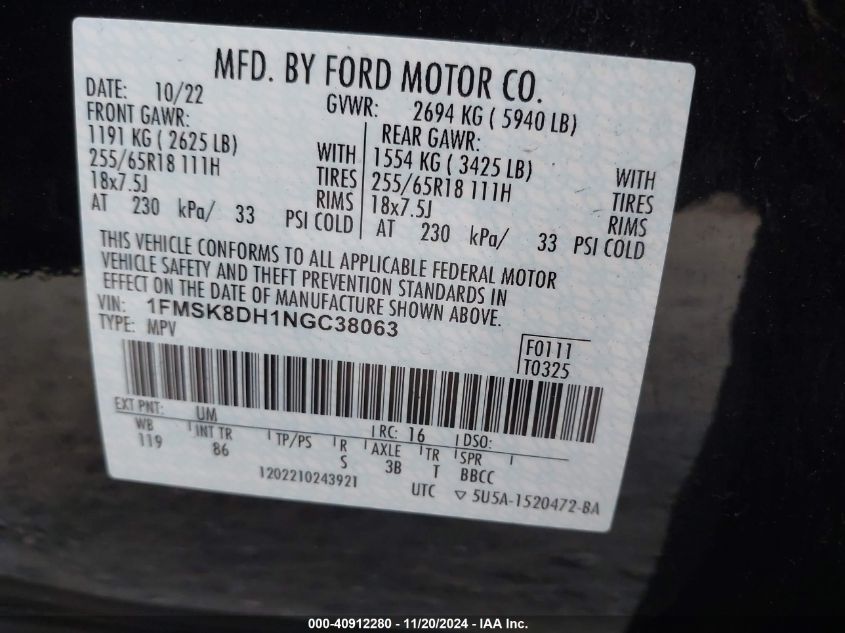 MFD. BY FORD MOTOR CO.
DATE: 10/22 GVWR: 2694 KG ( 5940 LB)
FRONT GAWR: REAR GAWR:
1191 KG ( 2625 LB) WITH 1554 KG ( 3425 LB) WITH
255/65R18 111H TIRES 255/65R18 111H TIRES
18x7.5J RIMS 18x7.5J RIMS
AT 230 kPa/ 33 PSI COLD AT 230 kPa/ 33 PSI COLD
THIS VEHICLE CONFORMS TO ALL APPLICABLE FEDERAL MOTOR
VEHICLE SAFETY AND THEFT PREVENTION STANDARDS IN
EFFECT ON THE DATE OF MANUFACTURE SHOWN ABOVE.
VIN: 1FMSK8DH1NGC38063
TYPE: MPV
F0111
T0325
EXT PNT: UM RC: 16 DSO:
WB INT TR TP/PS R AXLE TR SPR
119 86 S 3B T BBCC
1202210243921 UTC ▽ 5U5A-1520472-BA
000-40912280 - 11/20/2024 - IAA Inc.